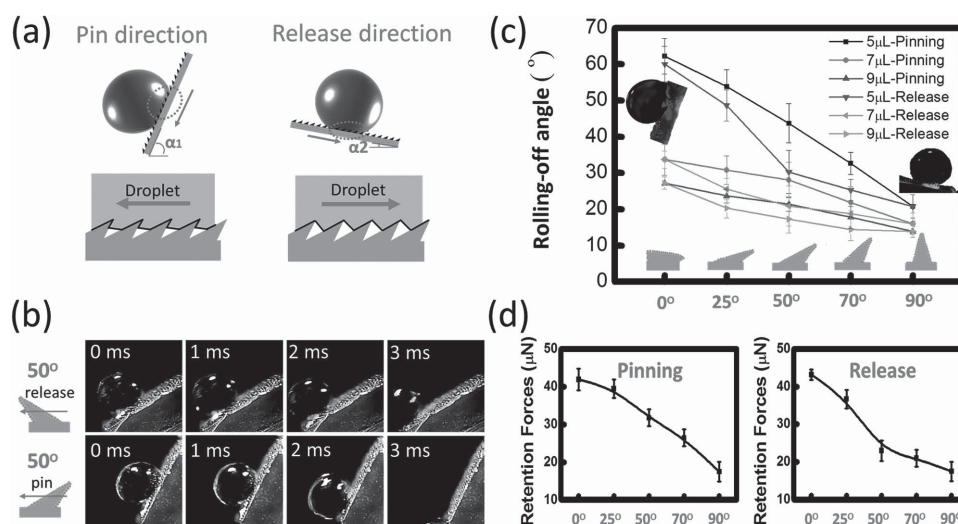 (a)
Pin direction
Release direction
α1
α2
Droplet
Droplet
(b)
50°
release
0 ms
1 ms
2 ms
3 ms
50°
pin
0 ms
1 ms
2 ms
3 ms
(c)
Rolling-off angle (°)
70
60
50
40
30
20
10
0
5μL-Pinning
7μL-Pinning
9μL-Pinning
5μL-Release
7μL-Release
9μL-Release
0°
25°
50°
70°
90°
(d)
Retention Forces (μN)
50
40
30
20
10
Pinning
0°
25°
50°
70°
90°
Retention Forces (μN)
50
40
30
20
10
Release
0°
25°
50°
70°
90°